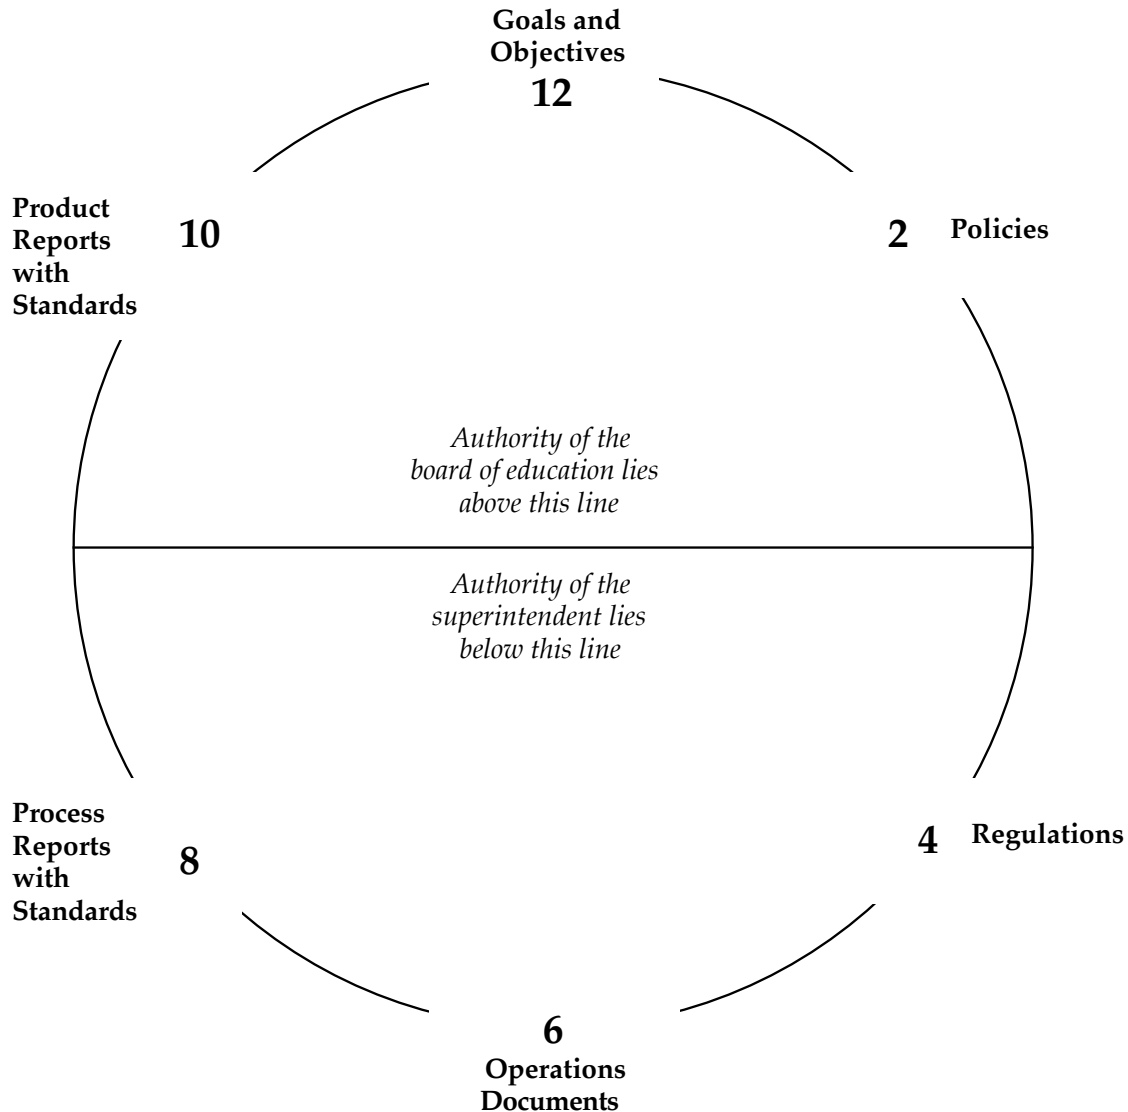 Goals and
Objectives
12
Product
Reports
with
Standards
10
2
Policies
Authority of the
board of education lies
above this line
Authority of the
superintendent lies
below this line
Process
Reports
with
Standards
8
4
Regulations
6
Operations
Documents